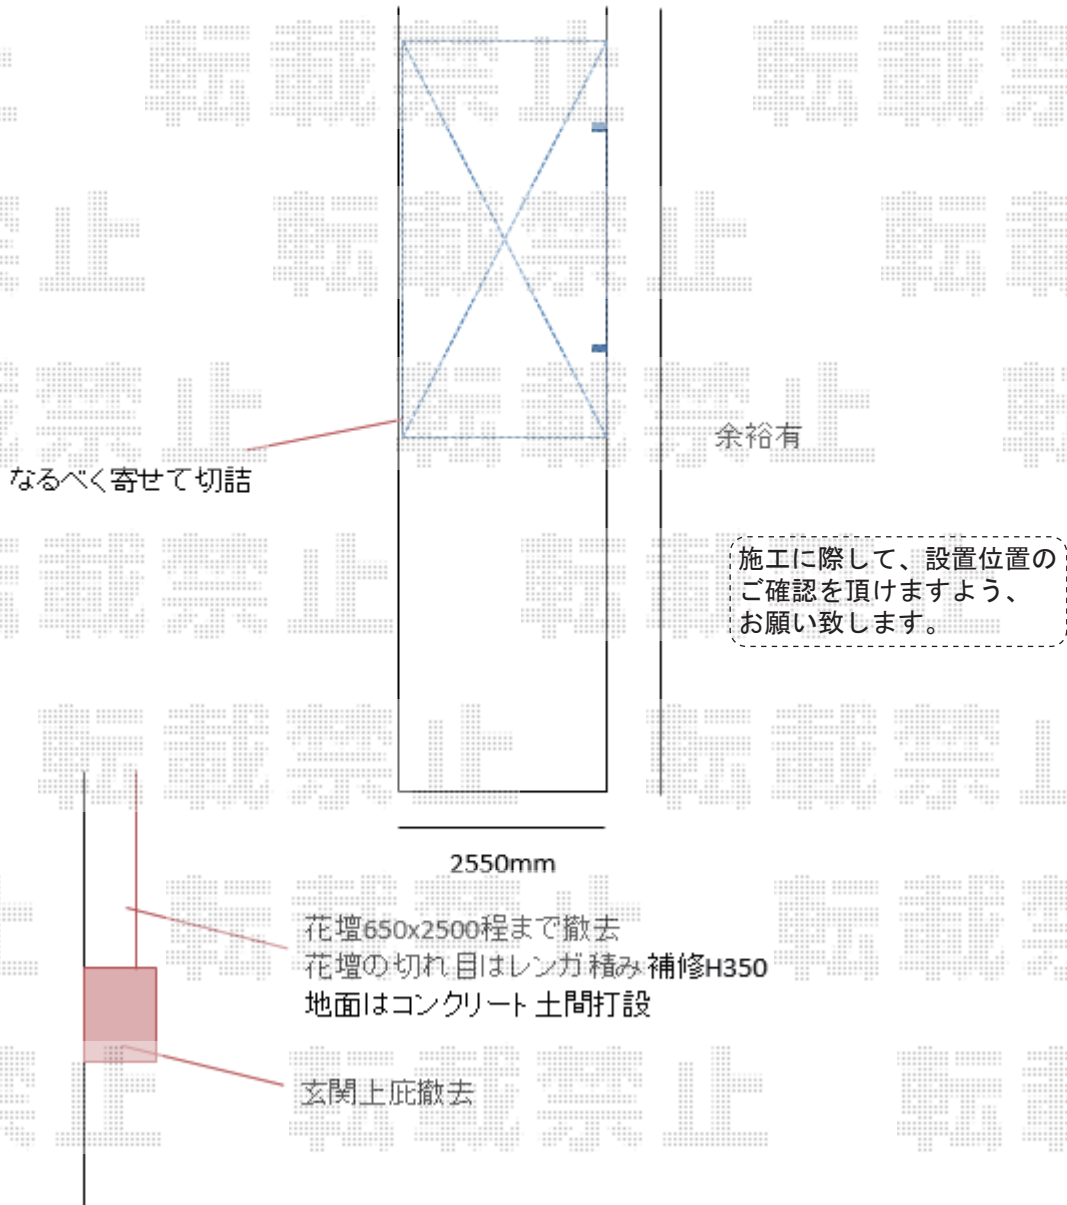 転載禁止
余裕有
なるべく寄せて切詰
施工に際して、設置位置の
ご確認を頂けますよう、
お願い致します。
2550mm
花壇650x2500程まで撤去
花壇の切れ目はレンガ積み補修H350
地面はコンクリート土間打設
玄関上庇撤去